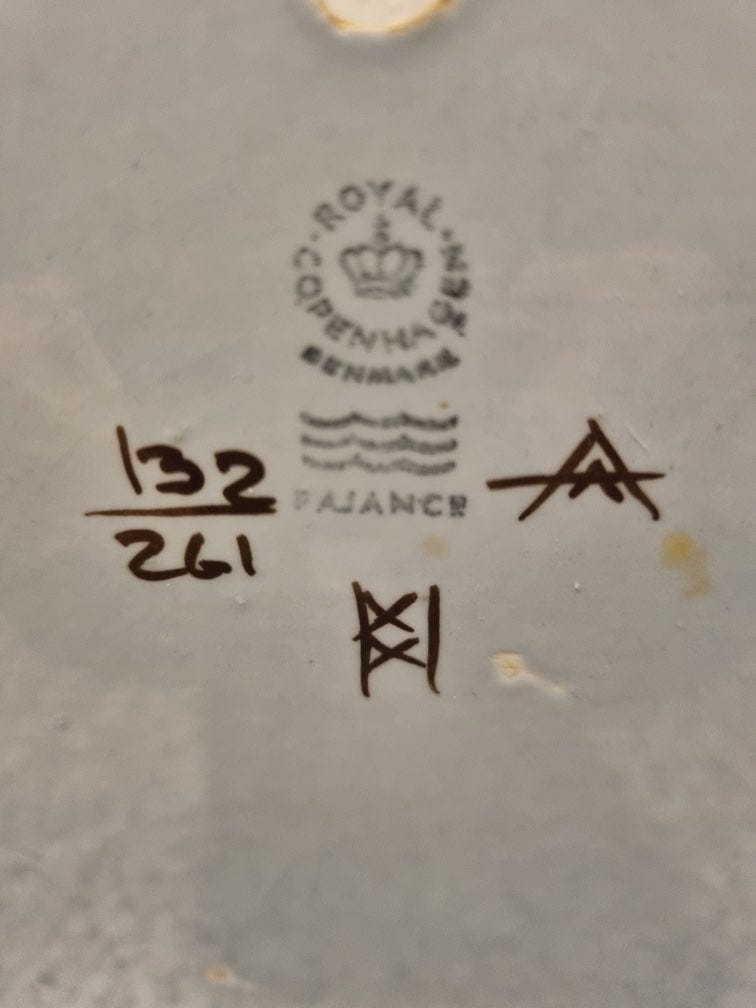 ROYAL COPENHAGEN
DENMARK
FAJANCE
132
261